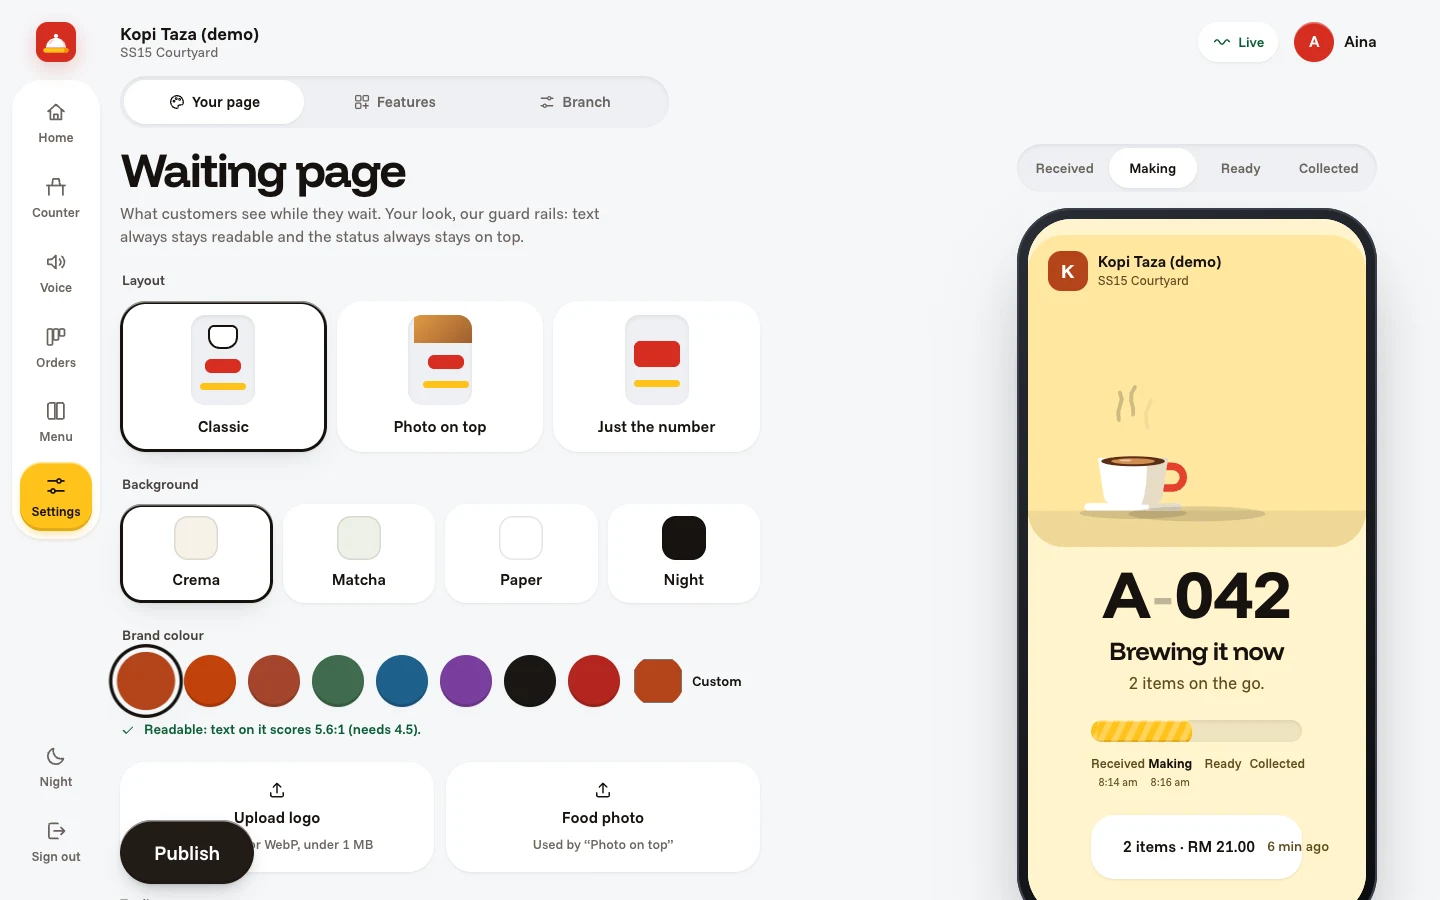 Kopi Taza (demo)
SS15 Courtyard
Live
A
Aina
Home
Counter
Voice
Orders
Menu
Settings
Night
Sign out
Your page
Features
Branch
Waiting page
What customers see while they wait. Your look, our guard rails: text
always stays readable and the status always stays on top.
Layout
Classic
Photo on top
Just the number
Background
Crema
Matcha
Paper
Night
Brand colour
Custom
Readable: text on it scores 5.6:1 (needs 4.5).
Upload logo
or WebP, under 1 MB
Food photo
Used by “Photo on top”
Publish
Received
Making
Ready
Collected
K
Kopi Taza (demo)
SS15 Courtyard
A-042
Brewing it now
2 items on the go.
Received Making Ready Collected
8:14 am 8:16 am
2 items · RM 21.00 6 min ago